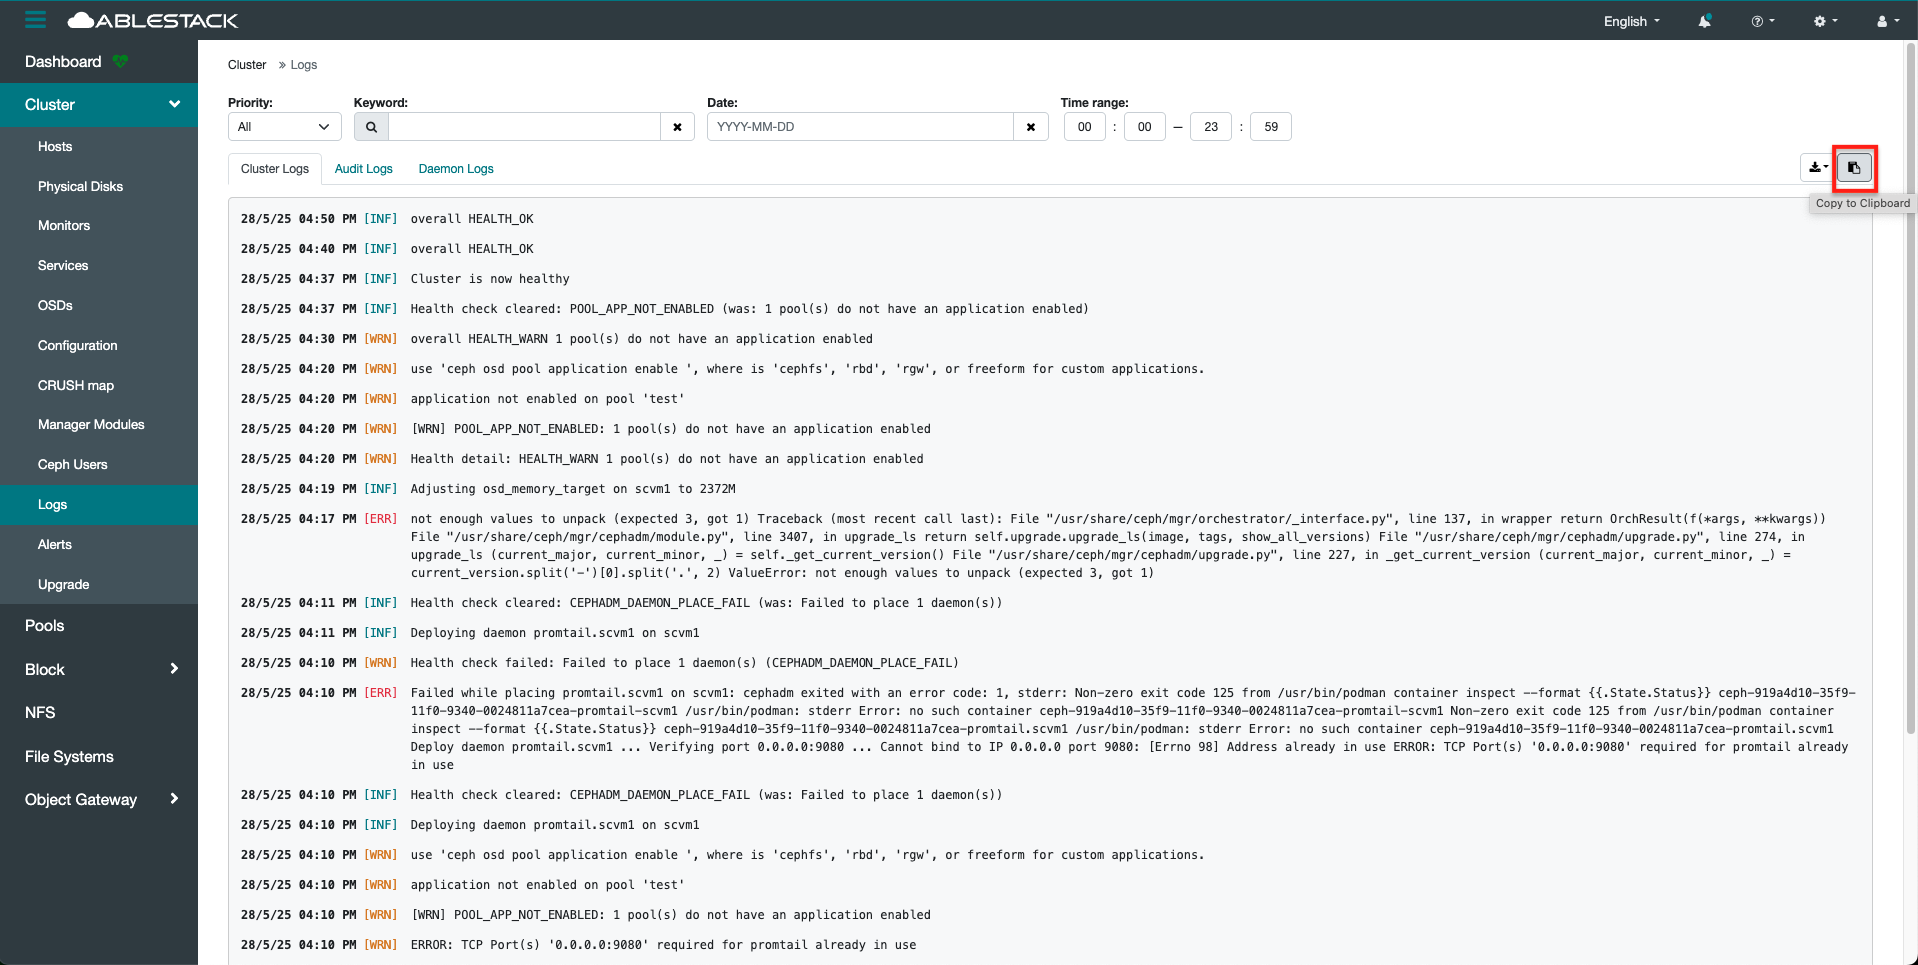 ABLESTACK
English
Dashboard
Cluster
Hosts
Physical Disks
Monitors
Services
OSDs
Configuration
CRUSH map
Manager Modules
Ceph Users
Logs
Alerts
Upgrade
Pools
Block
NFS
File Systems
Object Gateway
Cluster » Logs
Priority: Keyword: Date: Time range:
All YYYY-MM-DD 00 : 00 — 23 : 59
Cluster Logs Audit Logs Daemon Logs
Copy to Clipboard
28/5/25 04:50 PM [INF] overall HEALTH_OK
28/5/25 04:40 PM [INF] overall HEALTH_OK
28/5/25 04:37 PM [INF] Cluster is now healthy
28/5/25 04:37 PM [INF] Health check cleared: POOL_APP_NOT_ENABLED (was: 1 pool(s) do not have an application enabled)
28/5/25 04:30 PM [WRN] overall HEALTH_WARN 1 pool(s) do not have an application enabled
28/5/25 04:20 PM [WRN] use 'ceph osd pool application enable ', where is 'cephfs', 'rbd', 'rgw', or freeform for custom applications.
28/5/25 04:20 PM [WRN] application not enabled on pool 'test'
28/5/25 04:20 PM [WRN] [WRN] POOL_APP_NOT_ENABLED: 1 pool(s) do not have an application enabled
28/5/25 04:20 PM [WRN] Health detail: HEALTH_WARN 1 pool(s) do not have an application enabled
28/5/25 04:19 PM [INF] Adjusting osd_memory_target on scvm1 to 2372M
28/5/25 04:17 PM [ERR] not enough values to unpack (expected 3, got 1) Traceback (most recent call last): File "/usr/share/ceph/mgr/orchestrator/_interface.py", line 137, in wrapper return OrchResult(f(*args, **kwargs))
File "/usr/share/ceph/mgr/cephadm/module.py", line 3407, in upgrade_ls return self.upgrade.upgrade_ls(image, tags, show_all_versions) File "/usr/share/ceph/mgr/cephadm/upgrade.py", line 274, in
upgrade_ls (current_major, current_minor, _) = self._get_current_version() File "/usr/share/ceph/mgr/cephadm/upgrade.py", line 227, in _get_current_version (current_major, current_minor, _) =
current_version.split('-')[0].split('.', 2) ValueError: not enough values to unpack (expected 3, got 1)
28/5/25 04:11 PM [INF] Health check cleared: CEPHADM_DAEMON_PLACE_FAIL (was: Failed to place 1 daemon(s))
28/5/25 04:11 PM [INF] Deploying daemon promtail.scvm1 on scvm1
28/5/25 04:10 PM [WRN] Health check failed: Failed to place 1 daemon(s) (CEPHADM_DAEMON_PLACE_FAIL)
28/5/25 04:10 PM [ERR] Failed while placing promtail.scvm1 on scvm1: cephadm exited with an error code: 1, stderr: Non-zero exit code 125 from /usr/bin/podman container inspect --format {{.State.Status}} ceph-919a4d10-35f9-
11f0-9340-0024811a7cea-promtail-scvm1 /usr/bin/podman: stderr Error: no such container ceph-919a4d10-35f9-11f0-9340-0024811a7cea-promtail-scvm1 Non-zero exit code 125 from /usr/bin/podman container
inspect --format {{.State.Status}} ceph-919a4d10-35f9-11f0-9340-0024811a7cea-promtail.scvm1 /usr/bin/podman: stderr Error: no such container ceph-919a4d10-35f9-11f0-9340-0024811a7cea-promtail.scvm1
Deploy daemon promtail.scvm1 ... Verifying port 0.0.0.0:9080 ... Cannot bind to IP 0.0.0.0 port 9080: [Errno 98] Address already in use ERROR: TCP Port(s) '0.0.0.0:9080' required for promtail already
in use
28/5/25 04:10 PM [INF] Health check cleared: CEPHADM_DAEMON_PLACE_FAIL (was: Failed to place 1 daemon(s))
28/5/25 04:10 PM [INF] Deploying daemon promtail.scvm1 on scvm1
28/5/25 04:10 PM [WRN] use 'ceph osd pool application enable ', where is 'cephfs', 'rbd', 'rgw', or freeform for custom applications.
28/5/25 04:10 PM [WRN] application not enabled on pool 'test'
28/5/25 04:10 PM [WRN] [WRN] POOL_APP_NOT_ENABLED: 1 pool(s) do not have an application enabled
28/5/25 04:10 PM [WRN] ERROR: TCP Port(s) '0.0.0.0:9080' required for promtail already in use